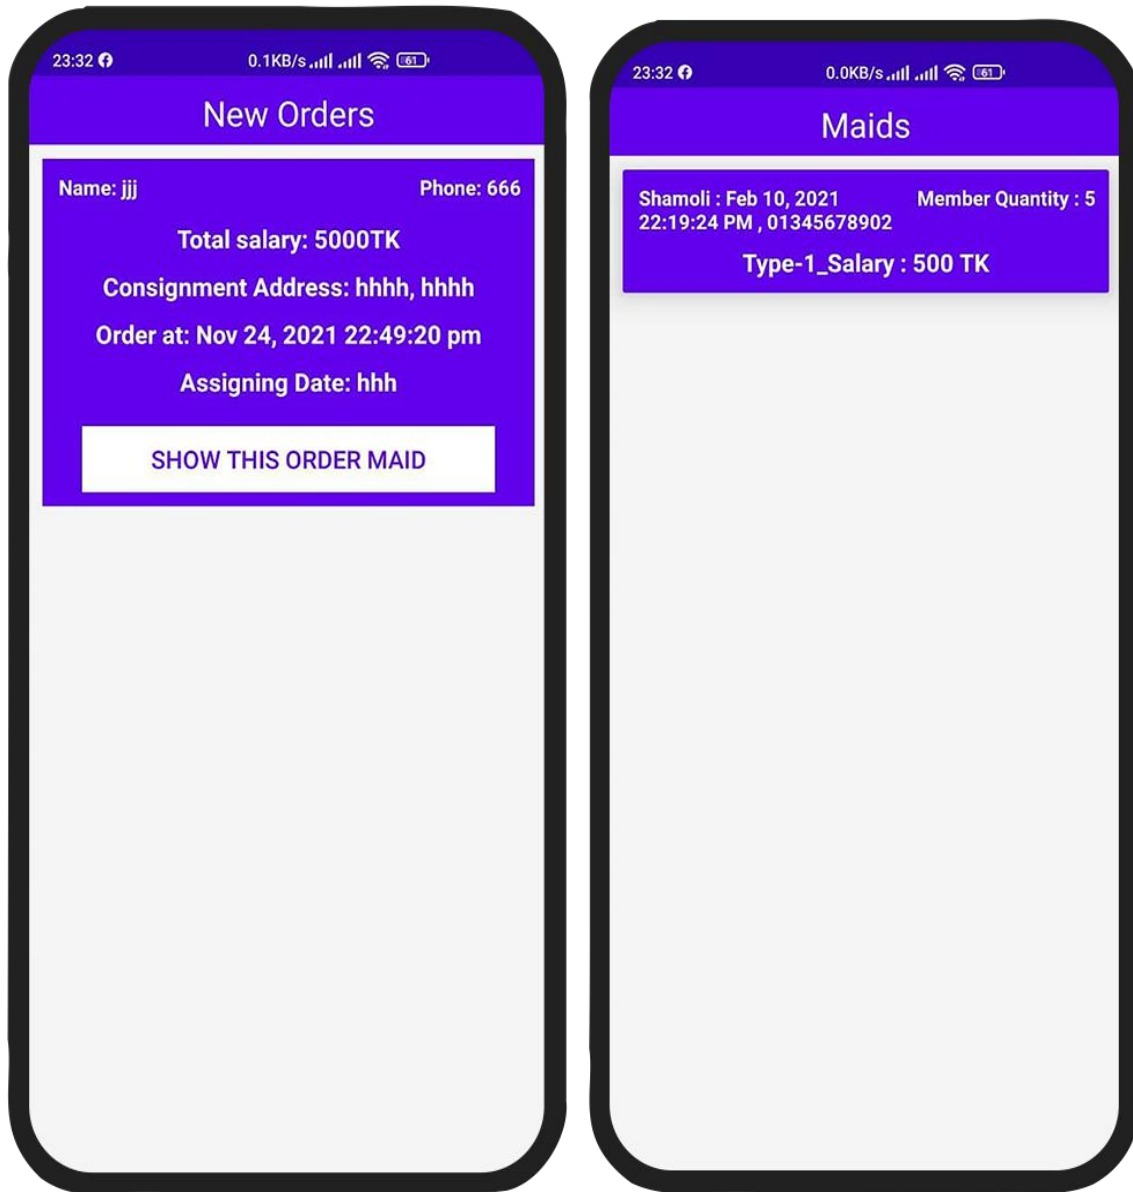 23:32 0.1KB/s 61
New Orders
Name: jjj Phone: 666
Total salary: 5000TK
Consignment Address: hhhh, hhhh
Order at: Nov 24, 2021 22:49:20 pm
Assigning Date: hhh
SHOW THIS ORDER MAID
23:32 0.0KB/s 61
Maids
Shamoli : Feb 10, 2021 Member Quantity : 5
22:19:24 PM , 01345678902
Type-1_Salary : 500 TK